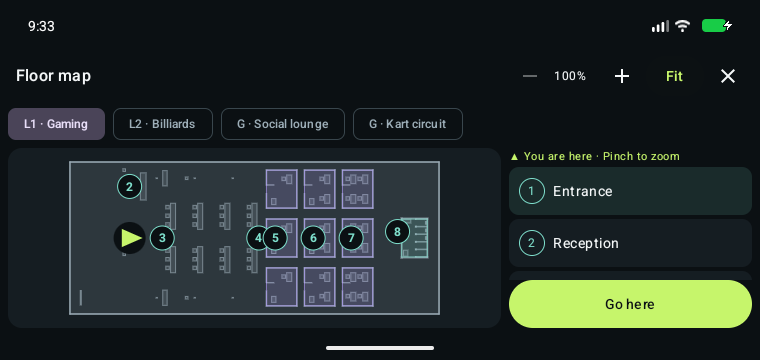 9:33
Floor map
100%
Fit
L1 · Gaming
L2 · Billiards
G · Social lounge
G · Kart circuit
▲ You are here · Pinch to zoom
1 Entrance
2 Reception
Go here
2
3
4
5
6
7
8